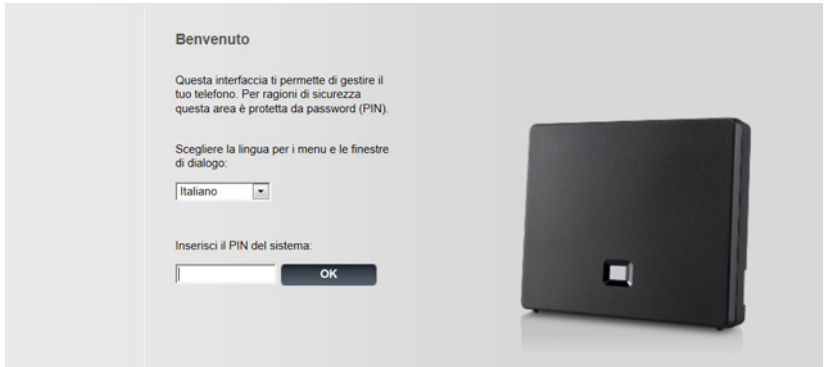 Benvenuto
Questa interfaccia ti permette di gestire il
tuo telefono. Per ragioni di sicurezza
questa area è protetta da password (PIN).
Scegliere la lingua per i menu e le finestre
di dialogo:
Italiano
Inserisci il PIN del sistema:
OK